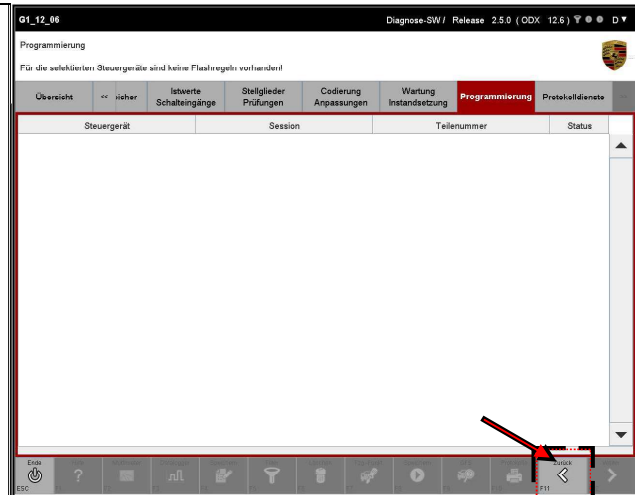 G1_12_06
Diagnose-SW / Release 2.5.0 ( ODX 12.6 )
D
Programmierung
Für die selektierten Steuergeräte sind keine Flashregeln vorhanden!
Übersicht
<< sicher
Istwerte
Schalteingänge
Stellglieder
Prüfungen
Codierung
Anpassungen
Wartung
Instandsetzung
Programmierung
Protokolldienste
Steuergerät
Session
Teilenummer
Status
Ende
ESC
Zurück
F11